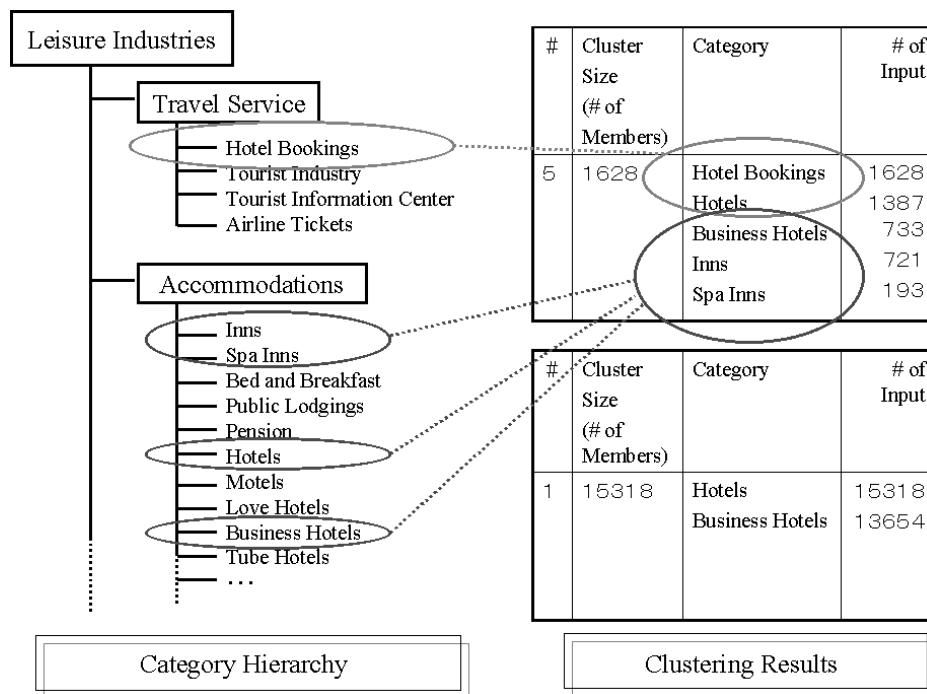 Leisure Industries
Travel Service
Hotel Bookings
Tourist Industry
Tourist Information Center
Airline Tickets
Accommodations
Inns
Spa Inns
Bed and Breakfast
Public Lodgings
Pension
Hotels
Motels
Love Hotels
Business Hotels
Tube Hotels
...
Category Hierarchy
# Cluster Category # of
Size Input
(# of
Members)
5 1628 Hotel Bookings 1628
Hotels 1387
Business Hotels 733
Inns 721
Spa Inns 193
# Cluster Category # of
Size Input
(# of
Members)
1 15318 Hotels 15318
Business Hotels 13654
Clustering Results